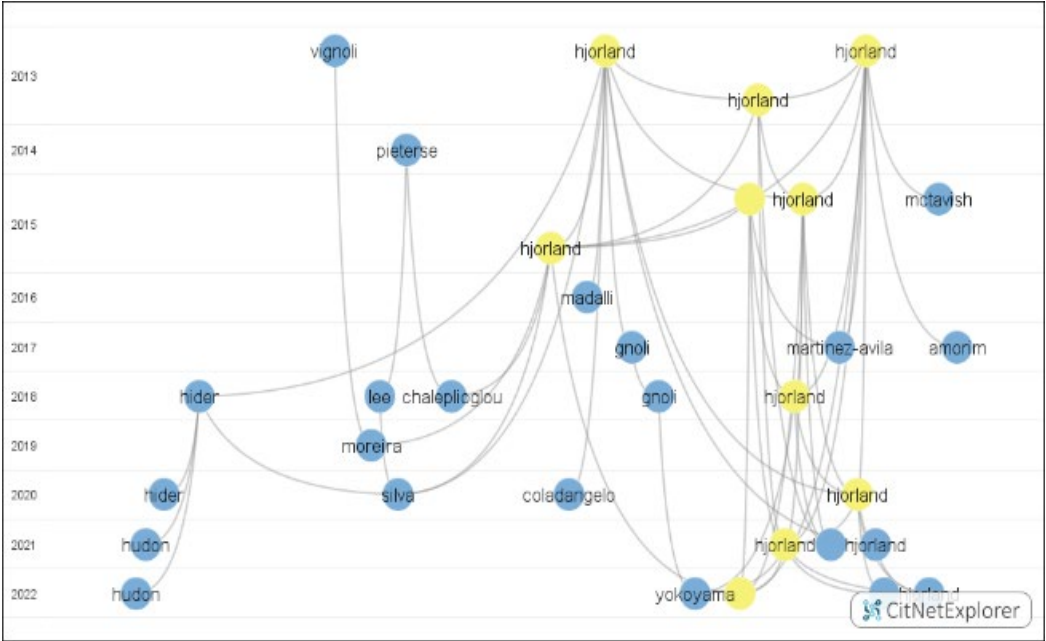 vignoli hjorland hjorland
2013
hjorland
2014 pieterse
hjorland mctavish
2015
hjorland
2016 madalli
2017 gnoli martinez-avila amorim
2018 hider lee chaleplioglou gnoli hjorland
2019 moreira
2020 hider silva coladangelo hjorland
2021 hudon hjorland hjorland
2022 hudon yokoyama hjorland
CitNetExplorer